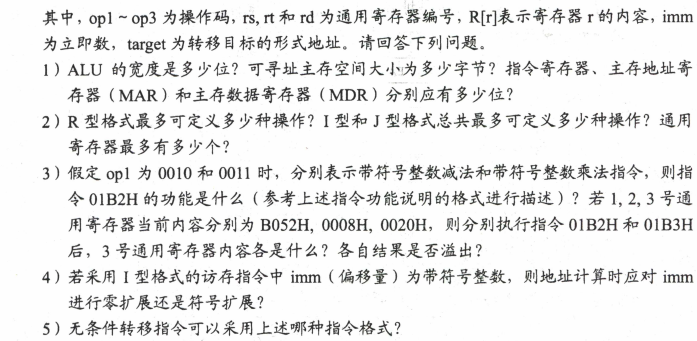 其中，op1～op3 为操作码，rs, rt 和 rd 为通用寄存器编号，R[r]表示寄存器 r 的内容，imm
为立即数，target 为转移目标的形式地址。请回答下列问题。
1）ALU 的宽度是多少位？可寻址主存空间大小为多少字节？指令寄存器、主存地址寄
存器（MAR）和主存数据寄存器（MDR）分别应有多少位？
2）R 型格式最多可定义多少种操作？I 型和 J 型格式总共最多可定义多少种操作？通用
寄存器最多有多少个？
3）假定 op1 为 0010 和 0011 时，分别表示带符号整数减法和带符号整数乘法指令，则指
令 01B2H 的功能是什么（参考上述指令功能说明的格式进行描述）？若 1, 2, 3 号通
用寄存器当前内容分别为 B052H, 0008H, 0020H，则分别执行指令 01B2H 和 01B3H
后，3 号通用寄存器内容各是什么？各自结果是否溢出？
4）若采用 I 型格式的访存指令中 imm（偏移量）为带符号整数，则地址计算时应对 imm
进行零扩展还是符号扩展？
5）无条件转移指令可以采用上述哪种指令格式？